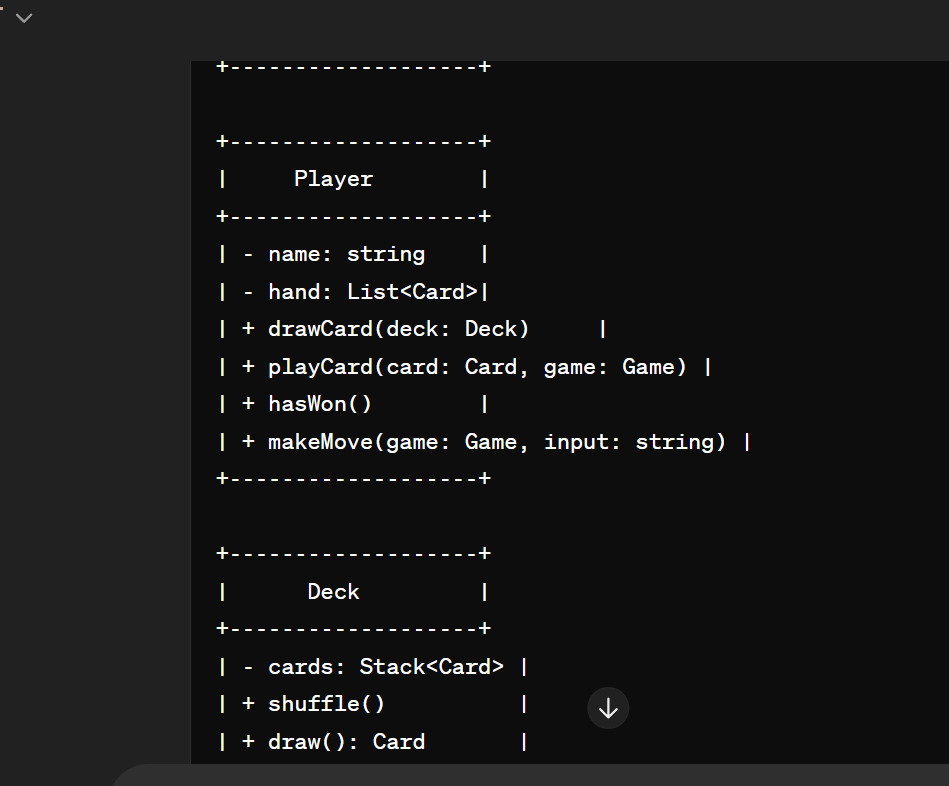 +-------------------+
+-------------------+
|     Player        |
+-------------------+
| - name: string    |
| - hand: List<Card>|
| + drawCard(deck: Deck)     |
| + playCard(card: Card, game: Game) |
| + hasWon()        |
| + makeMove(game: Game, input: string) |
+-------------------+
+-------------------+
|      Deck         |
+-------------------+
| - cards: Stack<Card> |
| + shuffle()          |
| + draw(): Card       |